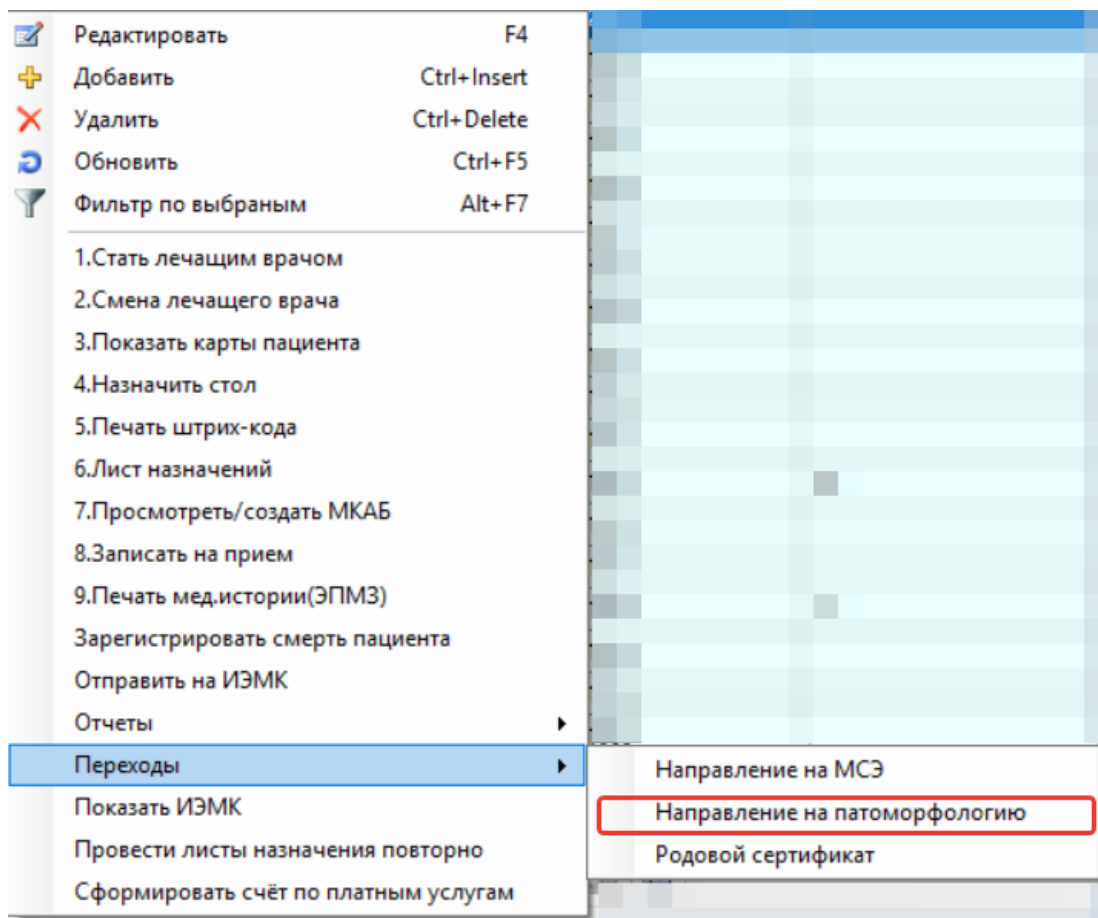 Редактировать F4
Добавить Ctrl+Insert
Удалить Ctrl+Delete
Обновить Ctrl+F5
Фильтр по выбраным Alt+F7
1.Стать лечащим врачом
2.Смена лечащего врача
3.Показать карты пациента
4.Назначить стол
5.Печать штрих-кода
6.Лист назначений
7.Просмотреть/создать МКАБ
8.Записать на прием
9.Печать мед.истории(ЭПМЗ)
Зарегистрировать смерть пациента
Отправить на ИЭМК
Отчеты
Переходы
Направление на МСЭ
Направление на патоморфологию
Родовой сертификат
Показать ИЭМК
Провести листы назначения повторно
Сформировать счёт по платным услугам